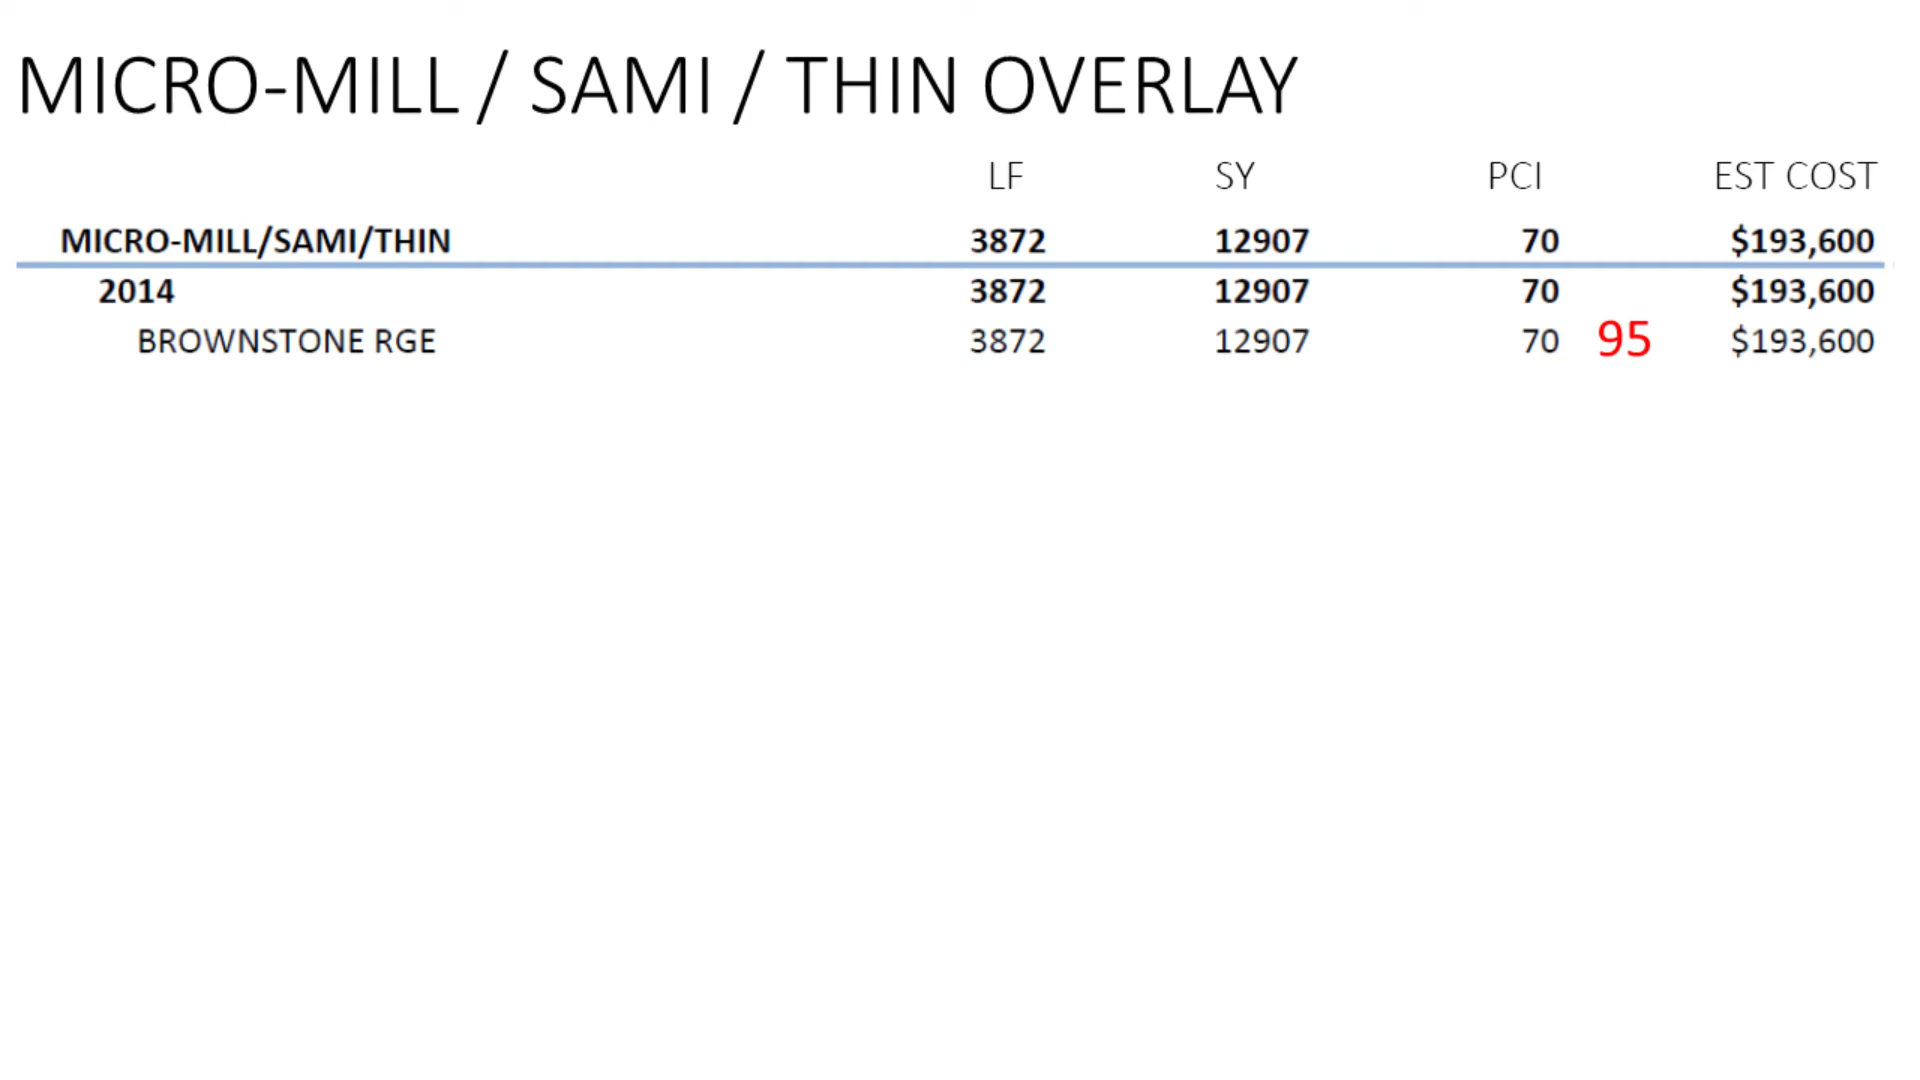 MICRO-MILL / SAMI / THIN OVERLAY
LF SY PCI EST COST
MICRO-MILL/SAMI/THIN 3872 12907 70 $193,600
2014 3872 12907 70 $193,600
BROWNSTONE RGE 3872 12907 70 95 $193,600